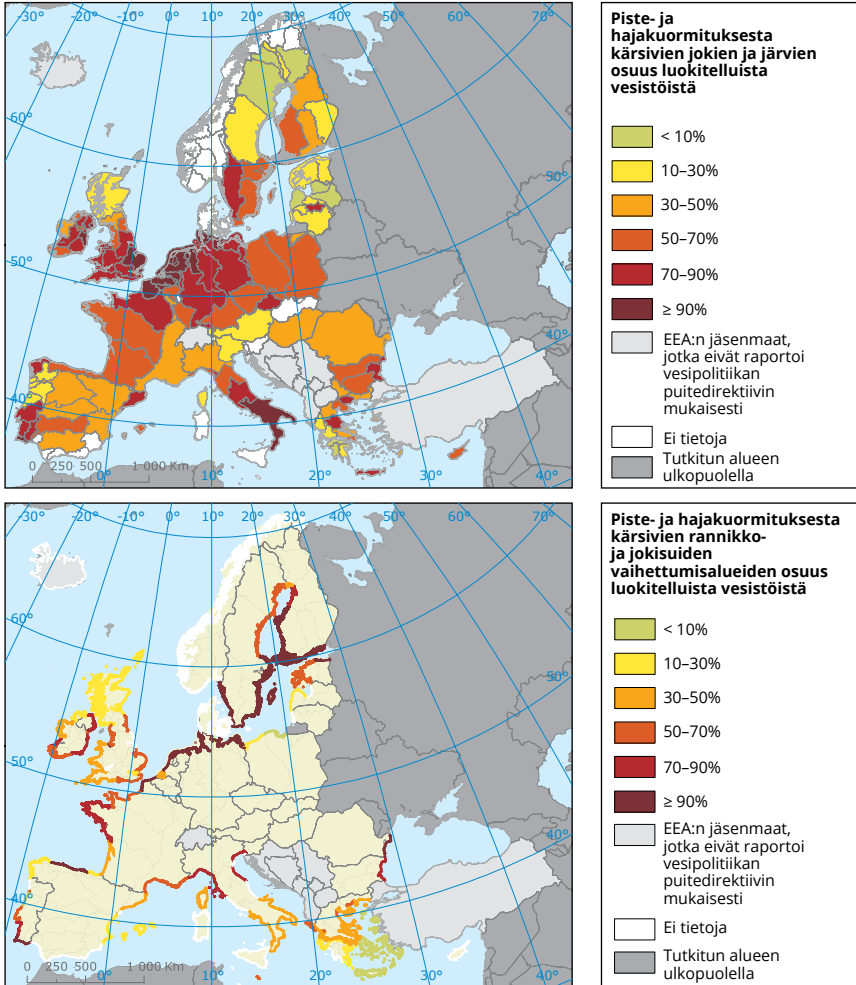 -30°
-20°
-10°
0°
10°
20°
30°
40°
50°
60°
70°
60°
50°
40°
60°
50°
40°
0 250 500 1 000 Km
0°
10°
20°
30°
40°
Piste- ja
hajakuormituksesta
kärsivien jokien ja järvien
osuus luokitelluista
vesistöistä
< 10%
10–30%
30–50%
50–70%
70–90%
≥ 90%
EEA:n jäsenmaat,
jotka eivät raportoi
vesipolitiikan
puitedirektiivin
mukaisesti
Ei tietoja
Tutkitun alueen
ulkopuolella
-30°
-20°
-10°
0°
10°
20°
30°
40°
50°
60°
70°
60°
50°
40°
60°
50°
40°
0 250 500 1 000 Km
0°
10°
20°
30°
40°
Piste- ja hajakuormituksesta
kärsivien rannikko-
ja jokisuiden
vaihettumisalueiden osuus
luokitelluista vesistöistä
< 10%
10–30%
30–50%
50–70%
70–90%
≥ 90%
EEA:n jäsenmaat,
jotka eivät raportoi
vesipolitiikan
puitedirektiivin
mukaisesti
Ei tietoja
Tutkitun alueen
ulkopuolella